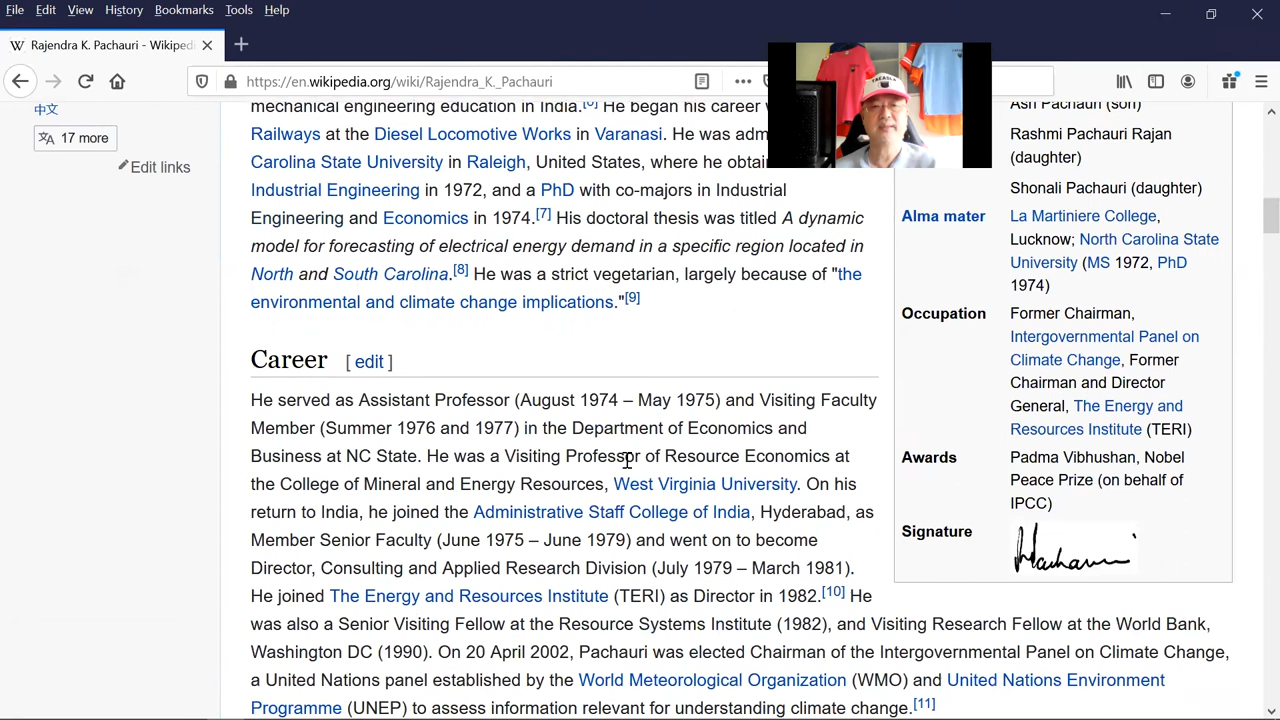 File Edit View History Bookmarks Tools Help
Rajendra K. Pachauri - Wikiped
https://en.wikipedia.org/wiki/Rajendra_K._Pachauri
中文
17 more
Edit links
mechanical engineering education in India.[6] He began his career
Railways at the Diesel Locomotive Works in Varanasi. He was adm
Carolina State University in Raleigh, United States, where he obtai
Industrial Engineering in 1972, and a PhD with co-majors in Industrial
Engineering and Economics in 1974.[7] His doctoral thesis was titled A dynamic
model for forecasting of electrical energy demand in a specific region located in
North and South Carolina.[8] He was a strict vegetarian, largely because of "the
environmental and climate change implications."[9]
Career [ edit ]
He served as Assistant Professor (August 1974 – May 1975) and Visiting Faculty
Member (Summer 1976 and 1977) in the Department of Economics and
Business at NC State. He was a Visiting Professor of Resource Economics at
the College of Mineral and Energy Resources, West Virginia University. On his
return to India, he joined the Administrative Staff College of India, Hyderabad, as
Member Senior Faculty (June 1975 – June 1979) and went on to become
Director, Consulting and Applied Research Division (July 1979 – March 1981).
He joined The Energy and Resources Institute (TERI) as Director in 1982.[10] He
was also a Senior Visiting Fellow at the Resource Systems Institute (1982), and Visiting Research Fellow at the World Bank,
Washington DC (1990). On 20 April 2002, Pachauri was elected Chairman of the Intergovernmental Panel on Climate Change,
a United Nations panel established by the World Meteorological Organization (WMO) and United Nations Environment
Programme (UNEP) to assess information relevant for understanding climate change.[11]
Ash Pachauri (son)
Rashmi Pachauri Rajan
(daughter)
Shonali Pachauri (daughter)
Alma mater La Martiniere College,
Lucknow; North Carolina State
University (MS 1972, PhD
1974)
Occupation Former Chairman,
Intergovernmental Panel on
Climate Change, Former
Chairman and Director
General, The Energy and
Resources Institute (TERI)
Awards Padma Vibhushan, Nobel
Peace Prize (on behalf of
IPCC)
Signature